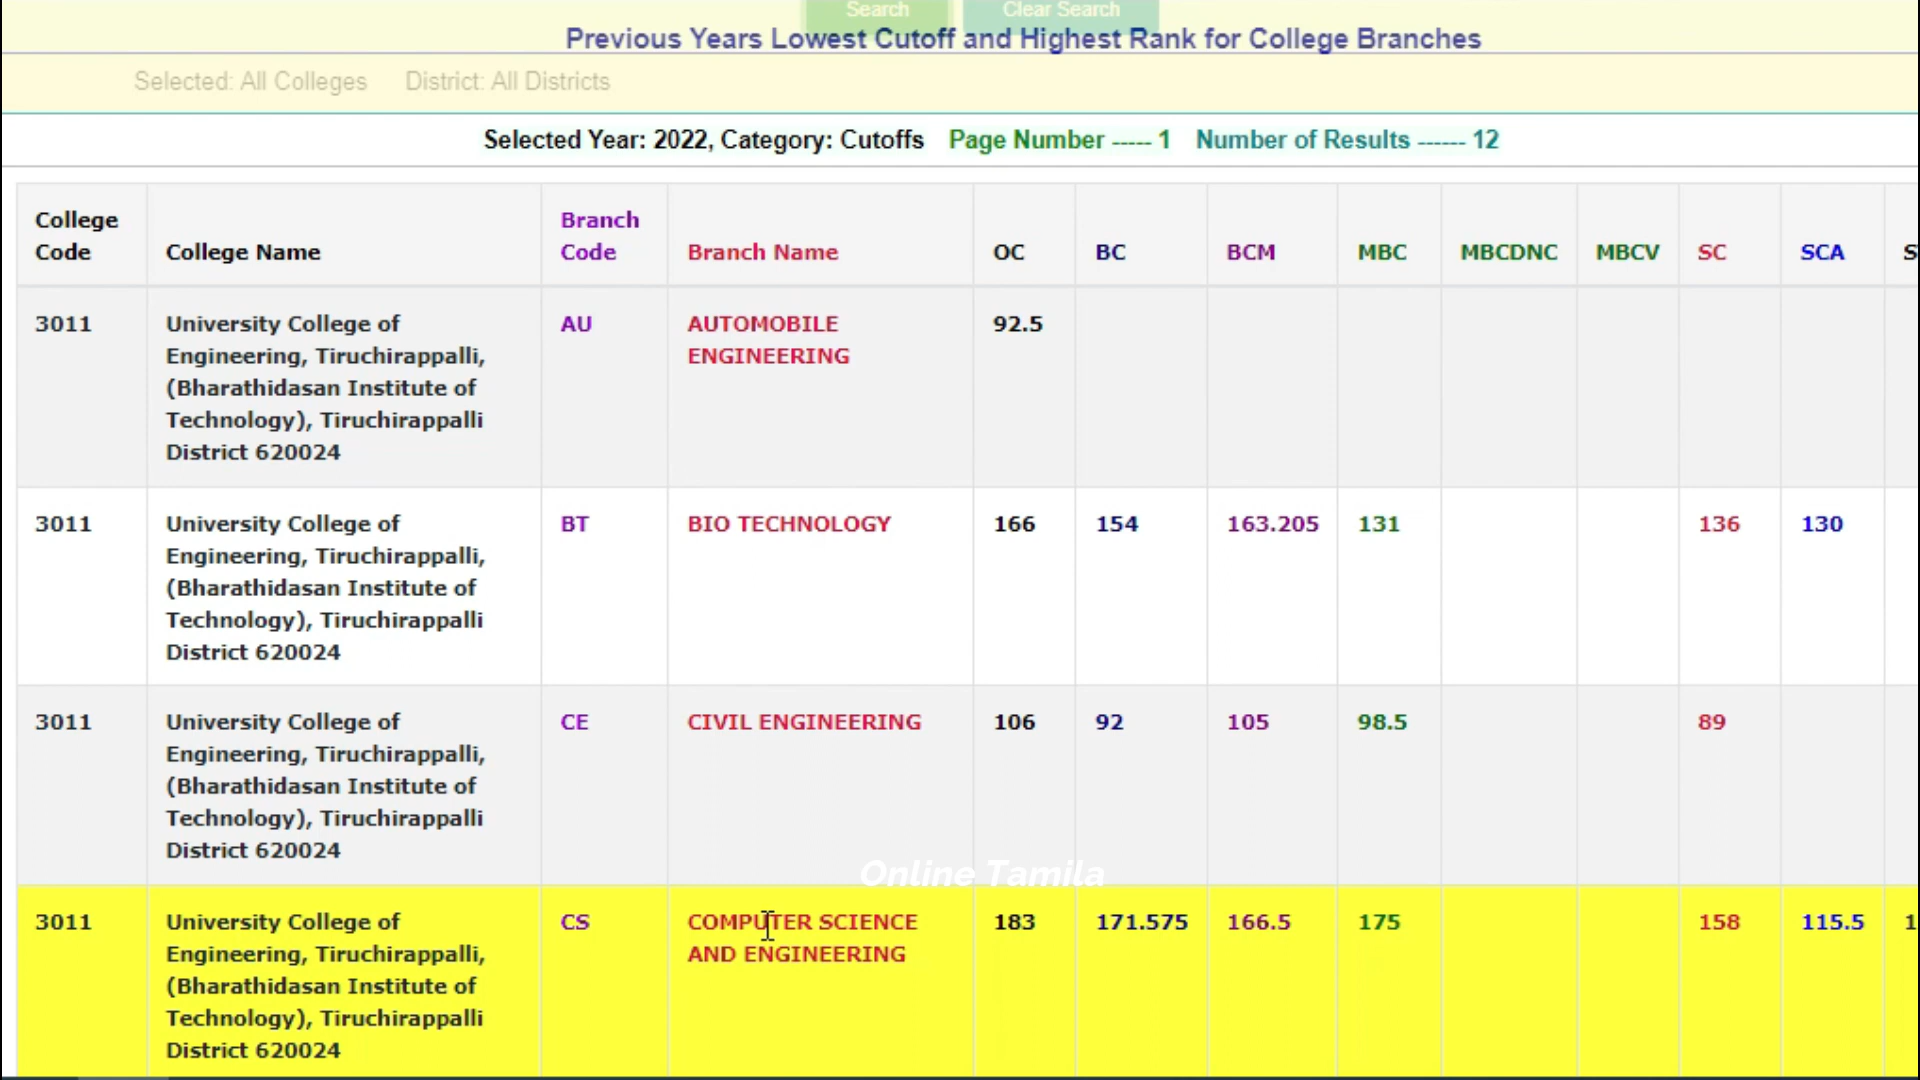 Search Clear Search
Previous Years Lowest Cutoff and Highest Rank for College Branches
Selected: All Colleges District: All Districts
Selected Year: 2022, Category: Cutoffs Page Number ----- 1 Number of Results ------ 12
College Code College Name Branch Code Branch Name OC BC BCM MBC MBCDNC MBCV SC SCA S
3011 University College of AU AUTOMOBILE 92.5
Engineering, Tiruchirappalli, ENGINEERING
(Bharathidasan Institute of
Technology), Tiruchirappalli
District 620024
3011 University College of BT BIO TECHNOLOGY 166 154 163.205 131 136 130
Engineering, Tiruchirappalli,
(Bharathidasan Institute of
Technology), Tiruchirappalli
District 620024
3011 University College of CE CIVIL ENGINEERING 106 92 105 98.5 89
Engineering, Tiruchirappalli,
(Bharathidasan Institute of
Technology), Tiruchirappalli
District 620024
Online Tamila
3011 University College of CS COMPUTER SCIENCE 183 171.575 166.5 175 158 115.5 1
Engineering, Tiruchirappalli, AND ENGINEERING
(Bharathidasan Institute of
Technology), Tiruchirappalli
District 620024